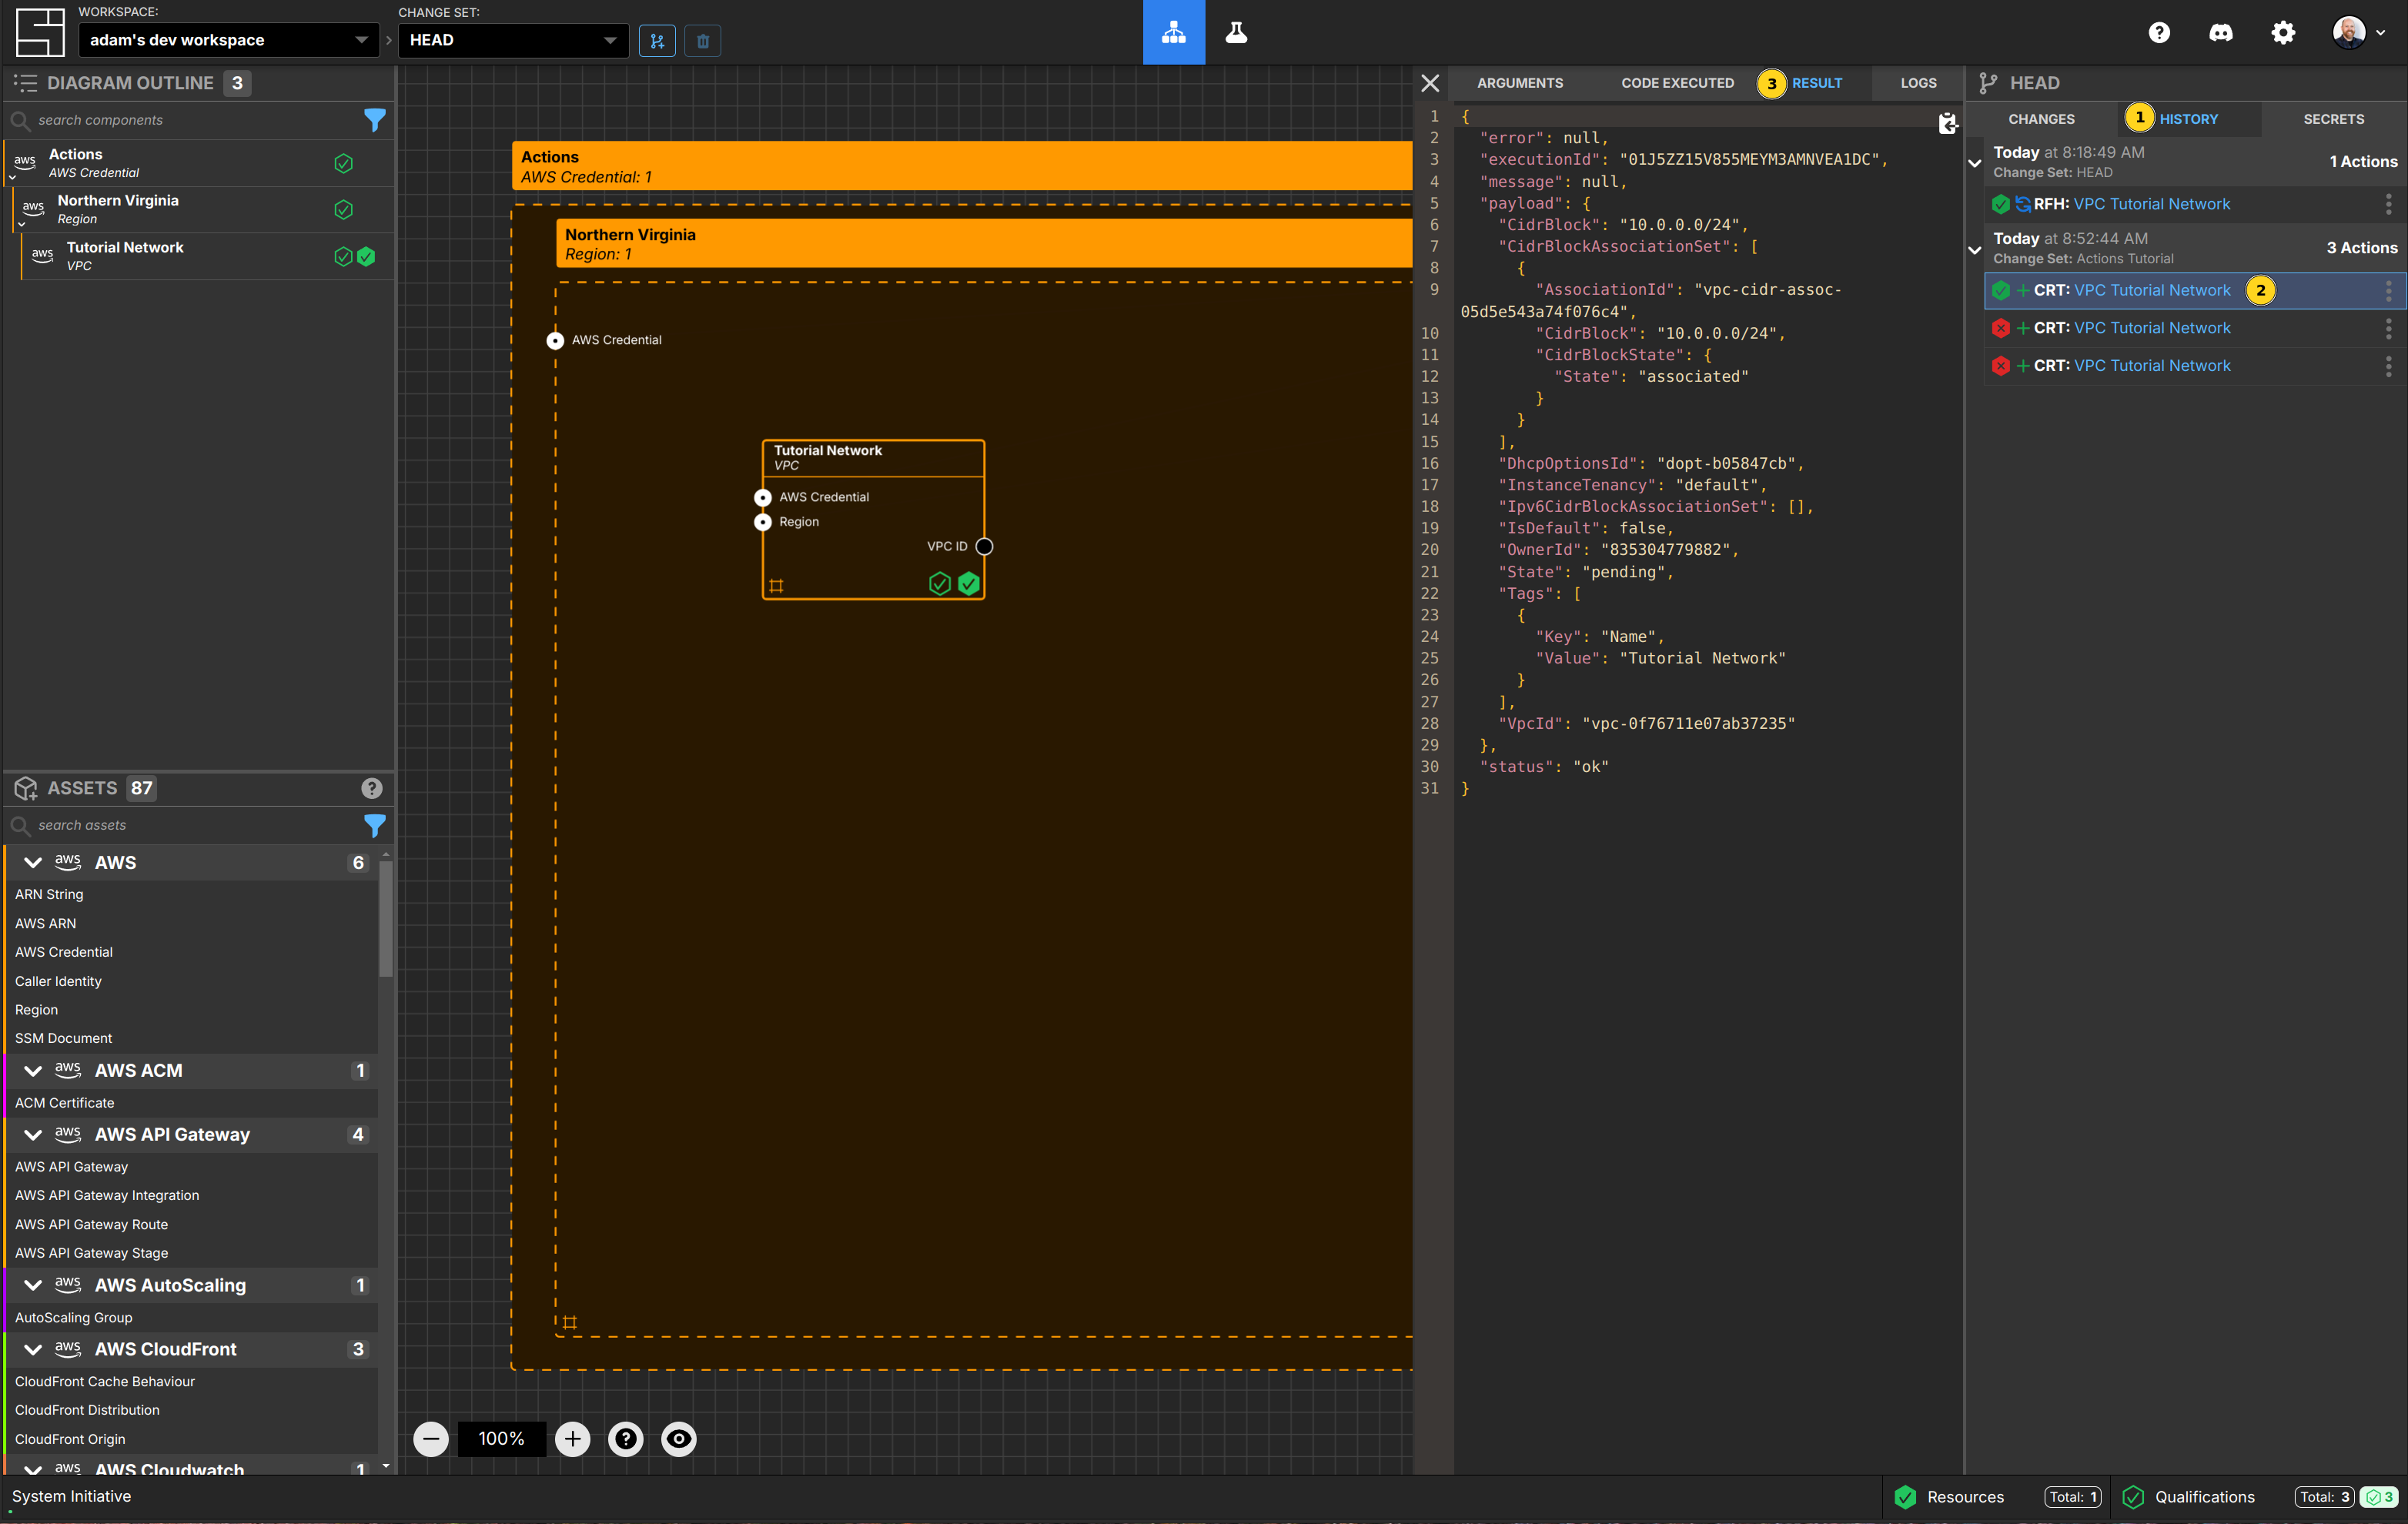 WORKSPACE:
adam's dev workspace
CHANGE SET:
HEAD
DIAGRAM OUTLINE 3
search components
aws
Actions
AWS Credential
aws
Northern Virginia
Region
aws
Tutorial Network
VPC
ASSETS 87
search assets
aws AWS 6
ARN String
AWS ARN
AWS Credential
Caller Identity
Region
SSM Document
aws AWS ACM 1
ACM Certificate
aws AWS API Gateway 4
AWS API Gateway
AWS API Gateway Integration
AWS API Gateway Route
AWS API Gateway Stage
aws AWS AutoScaling 1
AutoScaling Group
aws AWS CloudFront 3
CloudFront Cache Behaviour
CloudFront Distribution
CloudFront Origin
aws AWS Cloudwatch 1
Actions
AWS Credential: 1
Northern Virginia
Region: 1
AWS Credential
Tutorial Network
VPC
AWS Credential
Region
VPC ID
100%
ARGUMENTS CODE EXECUTED 3 RESULT LOGS
1 {
2 "error": null,
3 "executionId": "01J5ZZ15V855MEYM3AMNVEA1DC",
4 "message": null,
5 "payload": {
6 "CidrBlock": "10.0.0.0/24",
7 "CidrBlockAssociationSet": [
8 {
9 "AssociationId": "vpc-cidr-assoc-
05d5e543a74f076c4",
10 "CidrBlock": "10.0.0.0/24",
11 "CidrBlockState": {
12 "State": "associated"
13 }
14 }
15 ],
16 "DhcpOptionsId": "dopt-b05847cb",
17 "InstanceTenancy": "default",
18 "Ipv6CidrBlockAssociationSet": [],
19 "IsDefault": false,
20 "OwnerId": "835304779882",
21 "State": "pending",
22 "Tags": [
23 {
24 "Key": "Name",
25 "Value": "Tutorial Network"
26 }
27 ],
28 "VpcId": "vpc-0f76711e07ab37235"
29 },
30 "status": "ok"
31 }
HEAD
CHANGES 1 HISTORY SECRETS
Today at 8:18:49 AM
Change Set: HEAD
1 Actions
RFH: VPC Tutorial Network
Today at 8:52:44 AM
Change Set: Actions Tutorial
3 Actions
CRT: VPC Tutorial Network 2
CRT: VPC Tutorial Network
CRT: VPC Tutorial Network
System Initiative
Resources Total: 1
Qualifications Total: 3 3